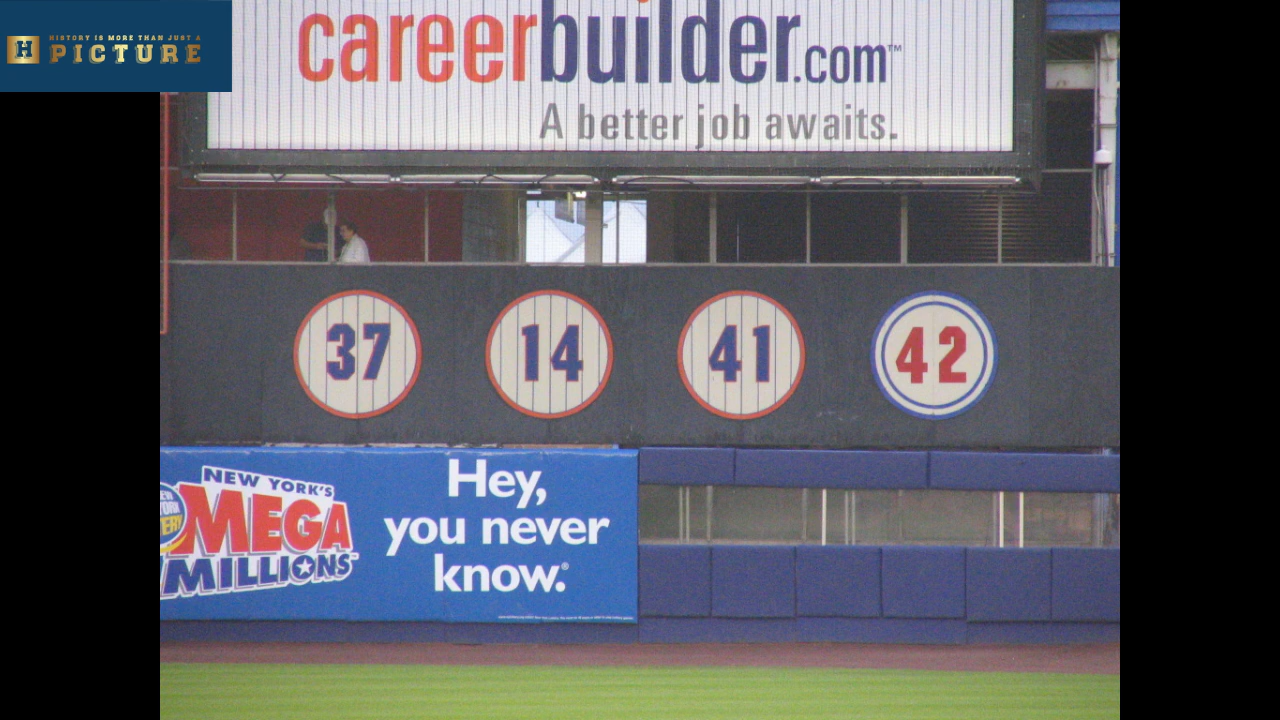 HISTORY IS MORE THAN JUST A
H PICTURE
careerbuilder.com™
A better job awaits.
37 14 41 42
NEW YORK'S
MEGA
MILLIONS™
Hey,
you never
know.®